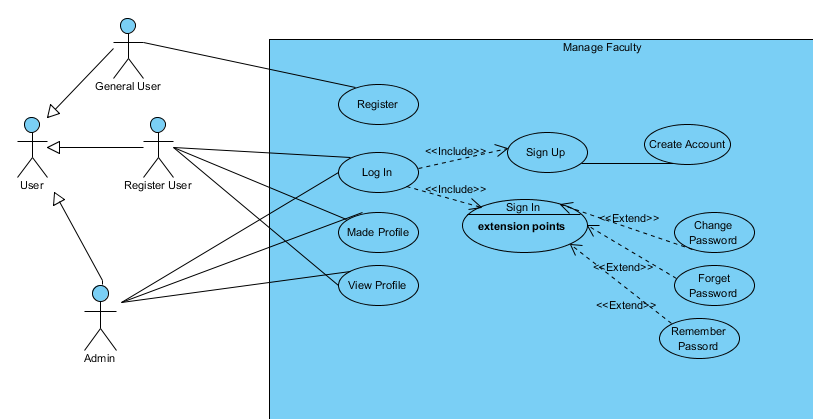 Manage Faculty
General User
Register
User
Register User
Log In
<<Include>>
Sign Up
Create Account
<<Include>>
Sign In
extension points
<<Extend>>
Change
Password
Made Profile
<<Extend>>
Forget
Password
View Profile
<<Extend>>
Remember
Passord
Admin